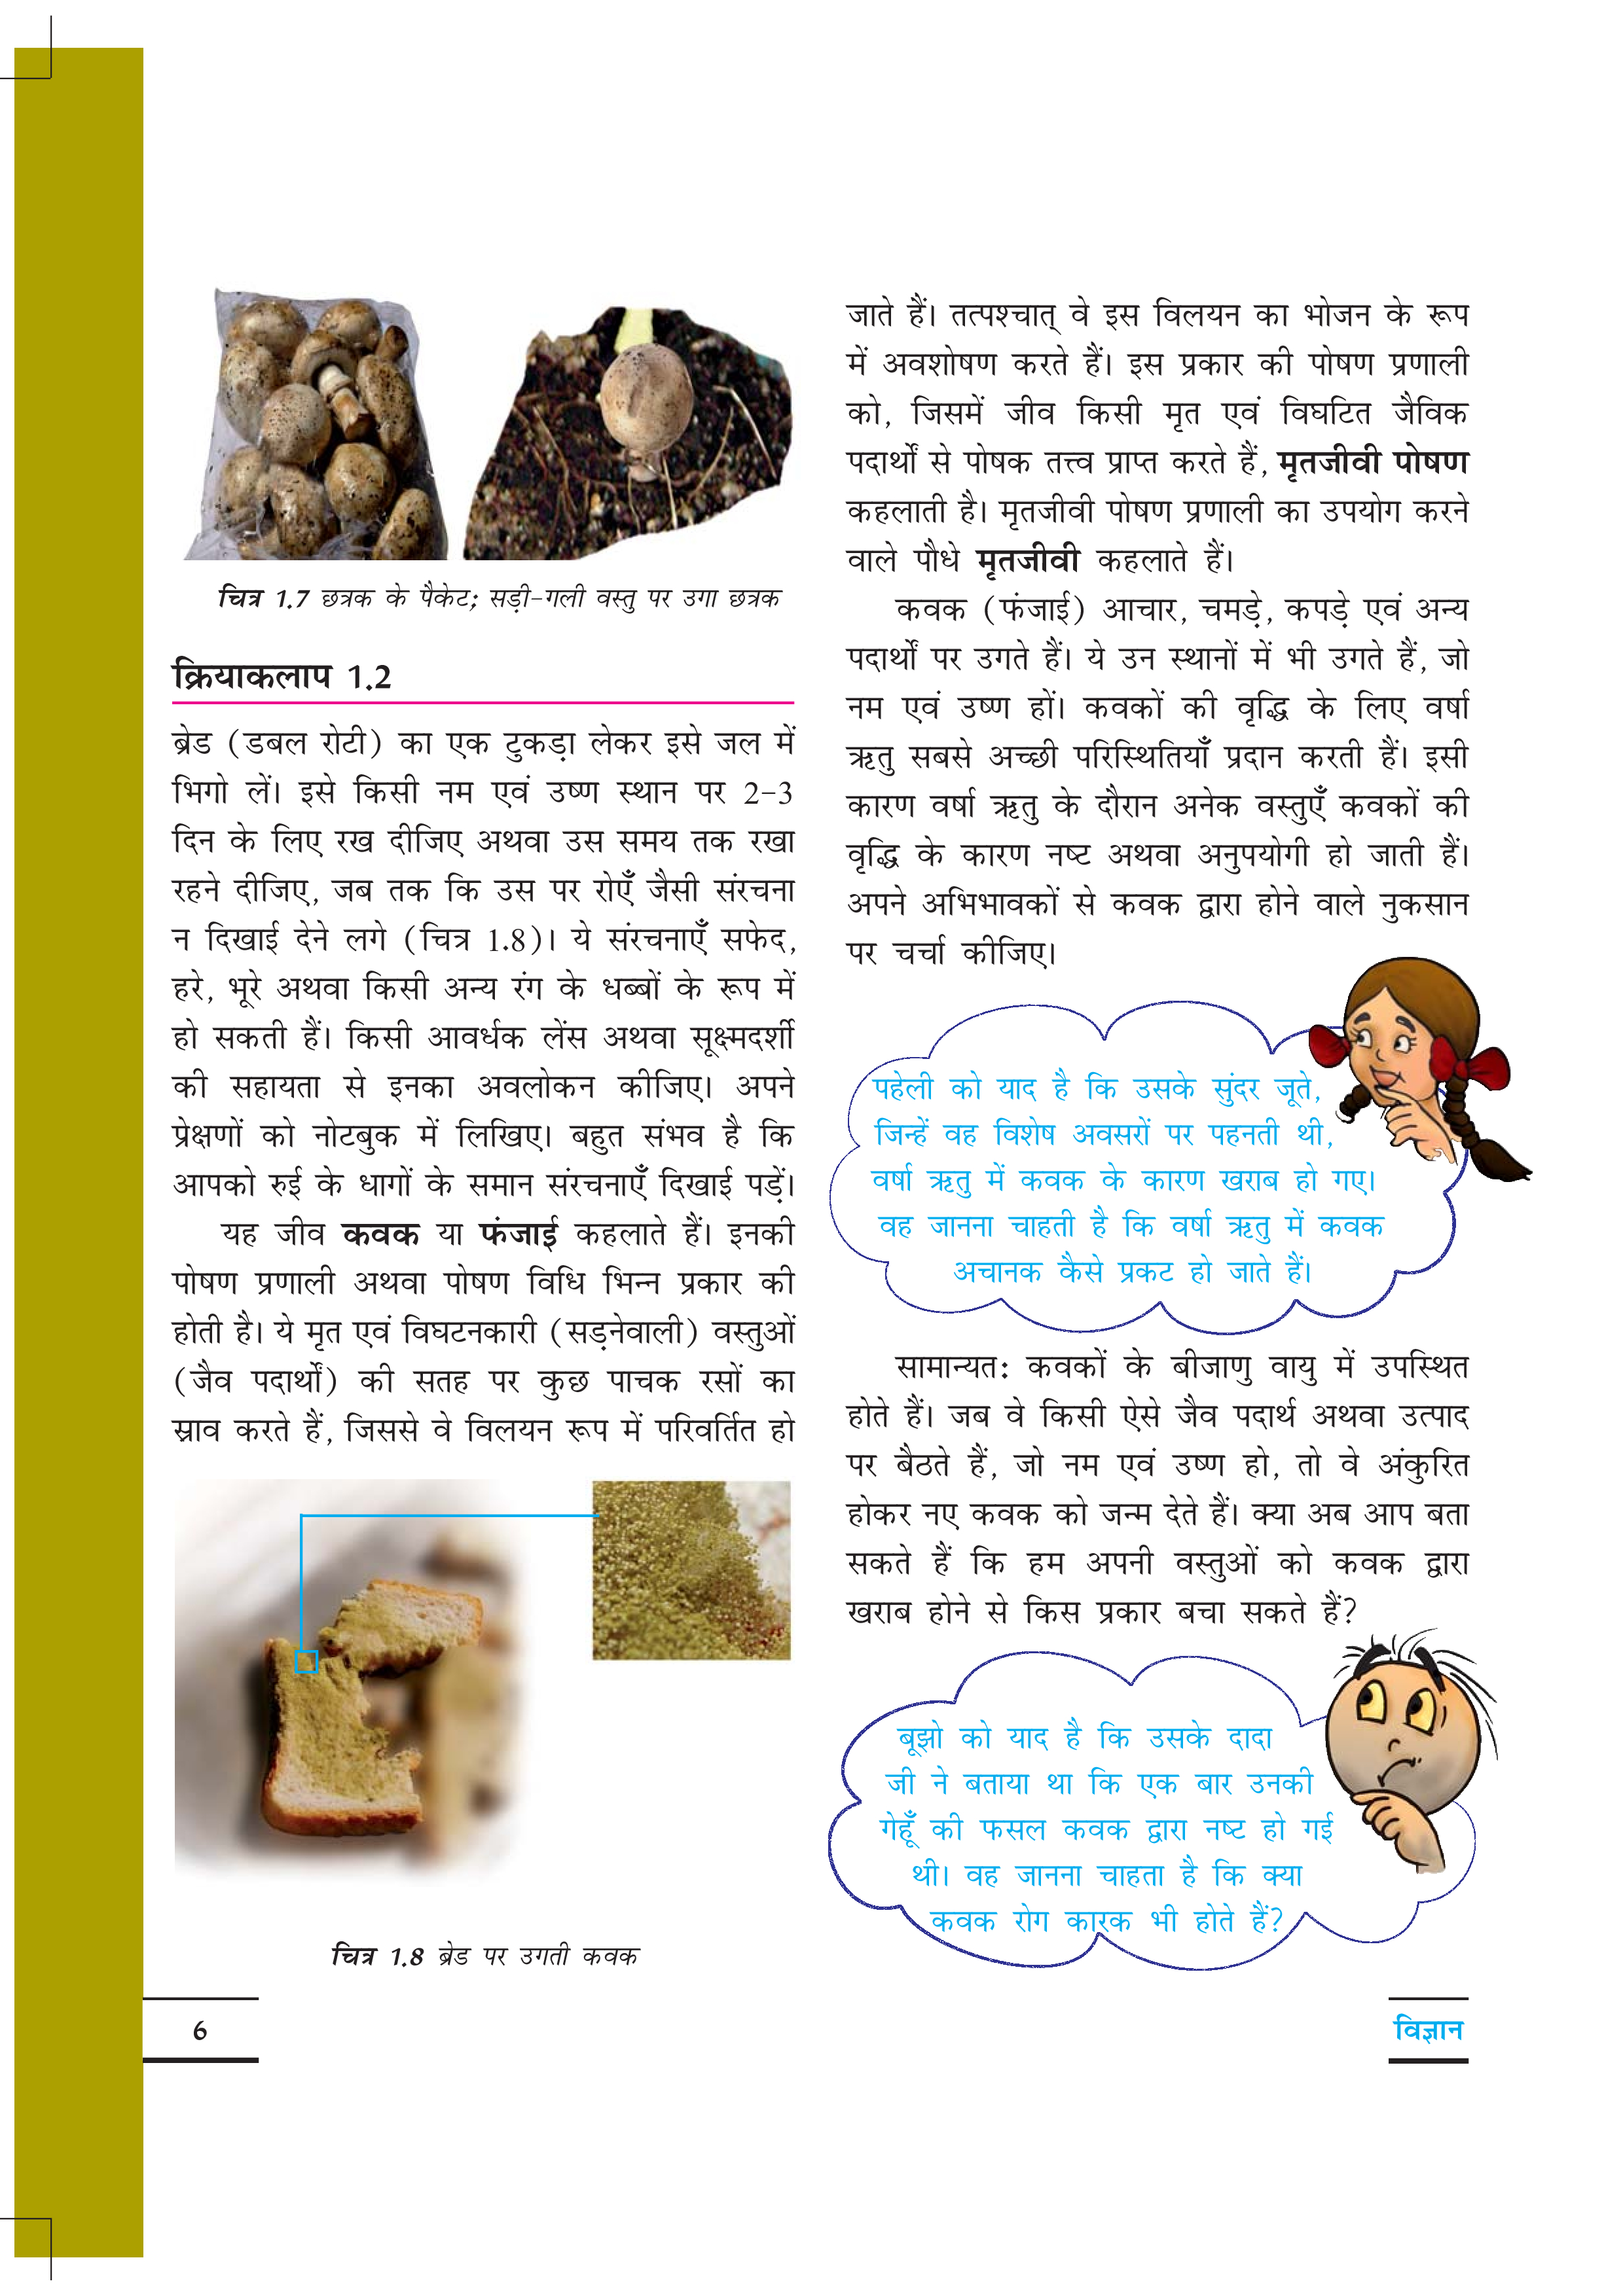 चित्र 1.7 छत्रक के पैकेट; सड़ी-गली वस्तु पर उगा छत्रक
क्रियाकलाप 1.2
ब्रेड (डबल रोटी) का एक टुकड़ा लेकर इसे जल में
भिगो लें। इसे किसी नम एवं उष्ण स्थान पर 2-3
दिन के लिए रख दीजिए अथवा उस समय तक रखा
रहने दीजिए, जब तक कि उस पर रोएँ जैसी संरचना
न दिखाई देने लगे (चित्र 1.8)। ये संरचनाएँ सफेद,
हरे, भूरे अथवा किसी अन्य रंग के धब्बों के रूप में
हो सकती हैं। किसी आवर्धक लेंस अथवा सूक्ष्मदर्शी
की सहायता से इनका अवलोकन कीजिए। अपने
प्रेक्षणों को नोटबुक में लिखिए। बहुत संभव है कि
आपको रुई के धागों के समान संरचनाएँ दिखाई पड़ें।
यह जीव कवक या फंजाई कहलाते हैं। इनकी
पोषण प्रणाली अथवा पोषण विधि भिन्न प्रकार की
होती है। ये मृत एवं विघटनकारी (सड़नेवाली) वस्तुओं
(जैव पदार्थों) की सतह पर कुछ पाचक रसों का
स्राव करते हैं, जिससे वे विलयन रूप में परिवर्तित हो
चित्र 1.8 ब्रेड पर उगती कवक
जाते हैं। तत्पश्चात् वे इस विलयन का भोजन के रूप
में अवशोषण करते हैं। इस प्रकार की पोषण प्रणाली
को, जिसमें जीव किसी मृत एवं विघटित जैविक
पदार्थों से पोषक तत्त्व प्राप्त करते हैं, मृतजीवी पोषण
कहलाती है। मृतजीवी पोषण प्रणाली का उपयोग करने
वाले पौधे मृतजीवी कहलाते हैं।
कवक (फंजाई) आचार, चमड़े, कपड़े एवं अन्य
पदार्थों पर उगते हैं। ये उन स्थानों में भी उगते हैं, जो
नम एवं उष्ण हों। कवकों की वृद्धि के लिए वर्षा
ऋतु सबसे अच्छी परिस्थितियाँ प्रदान करती हैं। इसी
कारण वर्षा ऋतु के दौरान अनेक वस्तुएँ कवकों की
वृद्धि के कारण नष्ट अथवा अनुपयोगी हो जाती हैं।
अपने अभिभावकों से कवक द्वारा होने वाले नुकसान
पर चर्चा कीजिए।
पहेली को याद है कि उसके सुंदर जूते,
जिन्हें वह विशेष अवसरों पर पहनती थी,
वर्षा ऋतु में कवक के कारण खराब हो गए।
वह जानना चाहती है कि वर्षा ऋतु में कवक
अचानक कैसे प्रकट हो जाते हैं।
सामान्यतः कवकों के बीजाणु वायु में उपस्थित
होते हैं। जब वे किसी ऐसे जैव पदार्थ अथवा उत्पाद
पर बैठते हैं, जो नम एवं उष्ण हो, तो वे अंकुरित
होकर नए कवक को जन्म देते हैं। क्या अब आप बता
सकते हैं कि हम अपनी वस्तुओं को कवक द्वारा
खराब होने से किस प्रकार बचा सकते हैं?
बूझो को याद है कि उसके दादा
जी ने बताया था कि एक बार उनकी
गेहूँ की फसल कवक द्वारा नष्ट हो गई
थी। वह जानना चाहता है कि क्या
कवक रोग कारक भी होते हैं?
6
विज्ञान